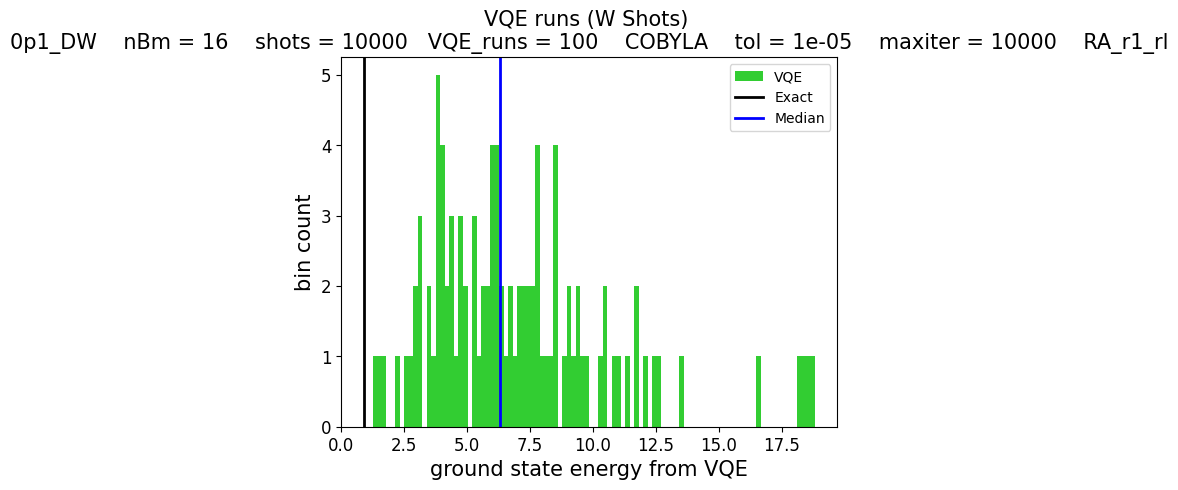 VQE runs (W Shots)
0p1_DW    nBm = 16    shots = 10000   VQE_runs = 100    COBYLA    tol = 1e-05    maxiter = 10000    RA_r1_rl
VQE
Exact
Median
bin count
5
4
3
2
1
0
0.0 2.5 5.0 7.5 10.0 12.5 15.0 17.5
ground state energy from VQE